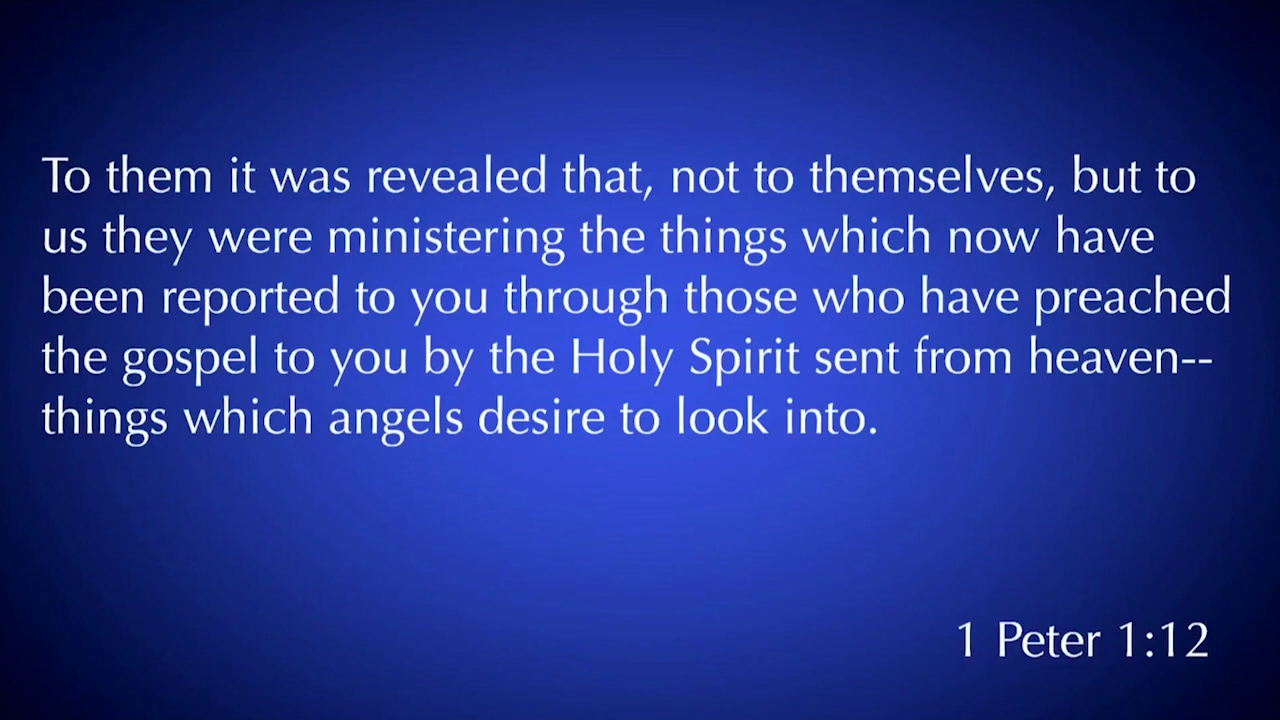 To them it was revealed that, not to themselves, but to
us they were ministering the things which now have
been reported to you through those who have preached
the gospel to you by the Holy Spirit sent from heaven--
things which angels desire to look into.
1 Peter 1:12